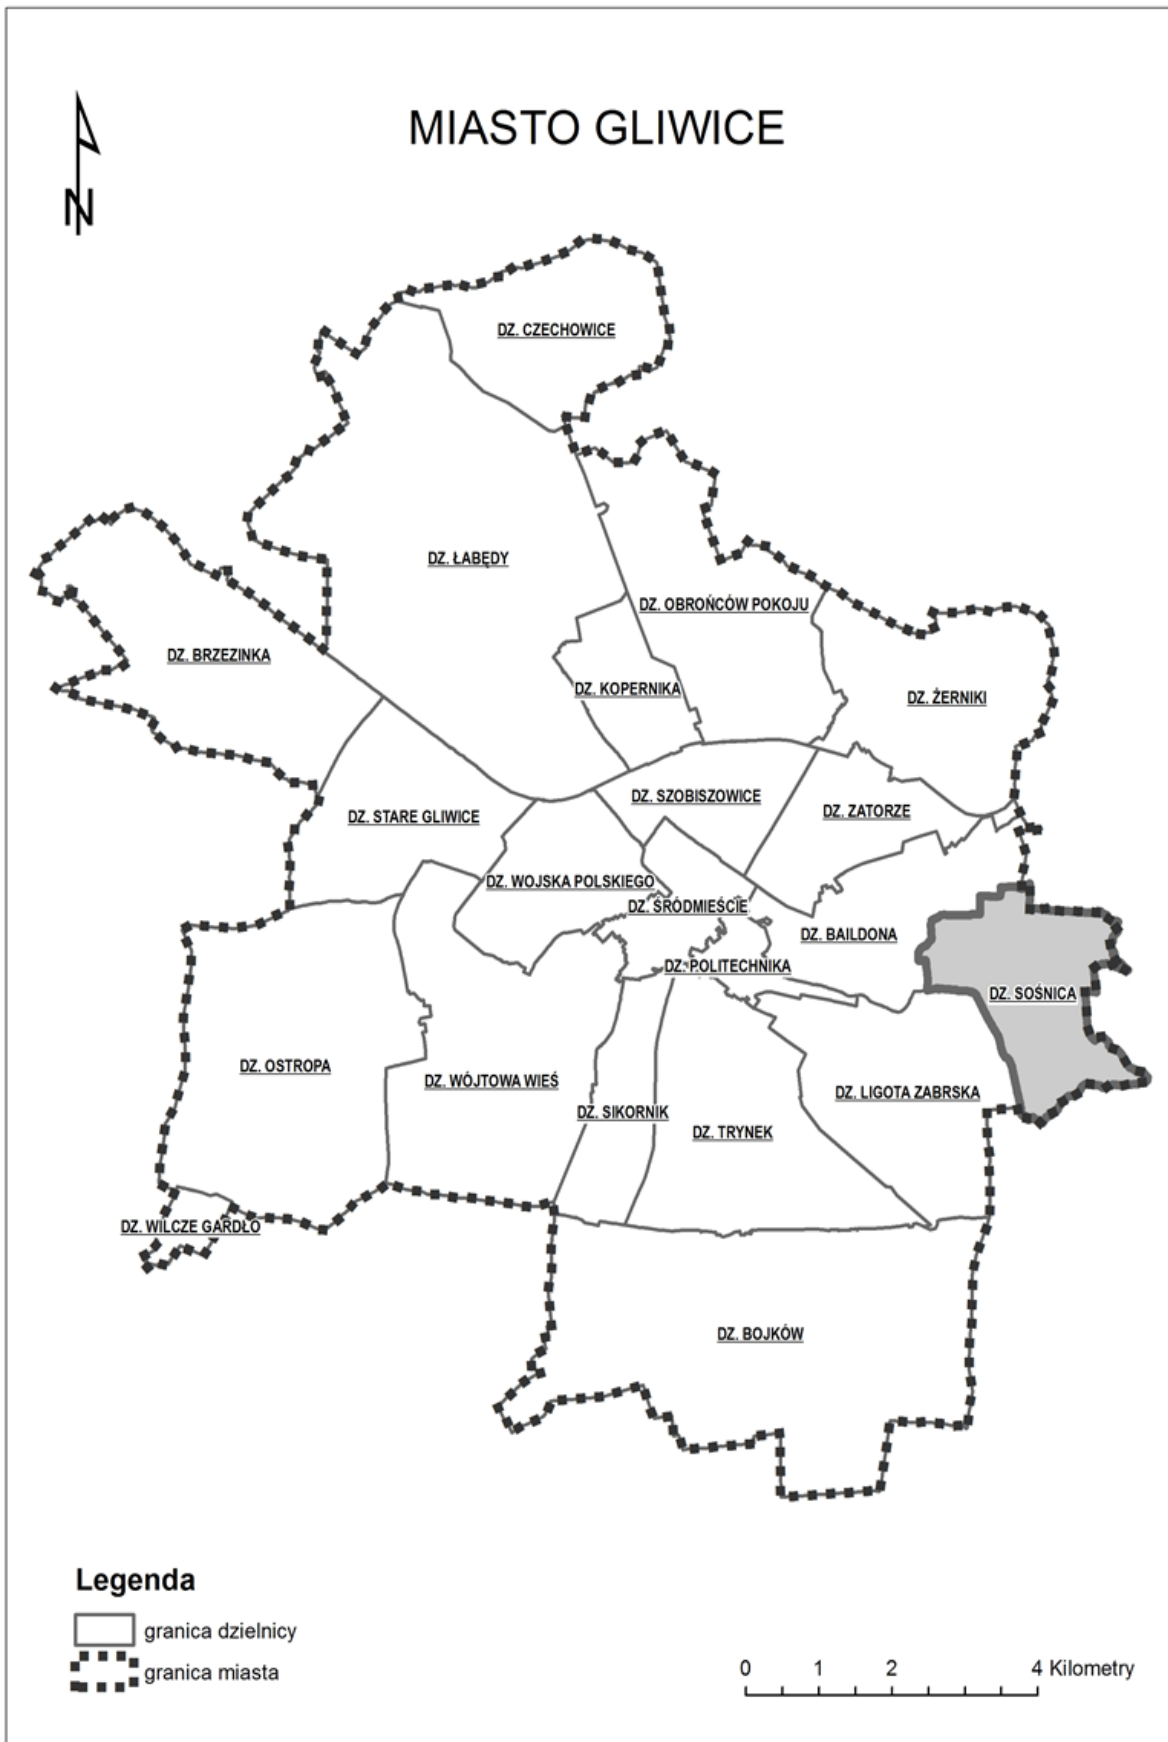 MIASTO GLIWICE
N
DZ. CZECHOWICE
DZ. ŁABĘDY
DZ. OBROŃCÓW POKOJU
DZ. BRZEZINKA
DZ. KOPERNIKA
DZ. ŻERNIKI
DZ. SZOBISZOWICE
DZ. STARE GLIWICE
DZ. ZATORZE
DZ. WOJSKA POLSKIEGO
DZ. ŚRÓDMIEŚCIE
DZ. BAILDONA
DZ. POLITECHNIKA
DZ. SOŚNICA
DZ. OSTROPA
DZ. WÓJTOWA WIEŚ
DZ. LIGOTA ZABRSKA
DZ. SIKORNIK
DZ. TRYNEK
DZ. WILCZE GARDŁO
DZ. BOJKÓW
Legenda
granica dzielnicy
granica miasta
0 1 2 4 Kilometry